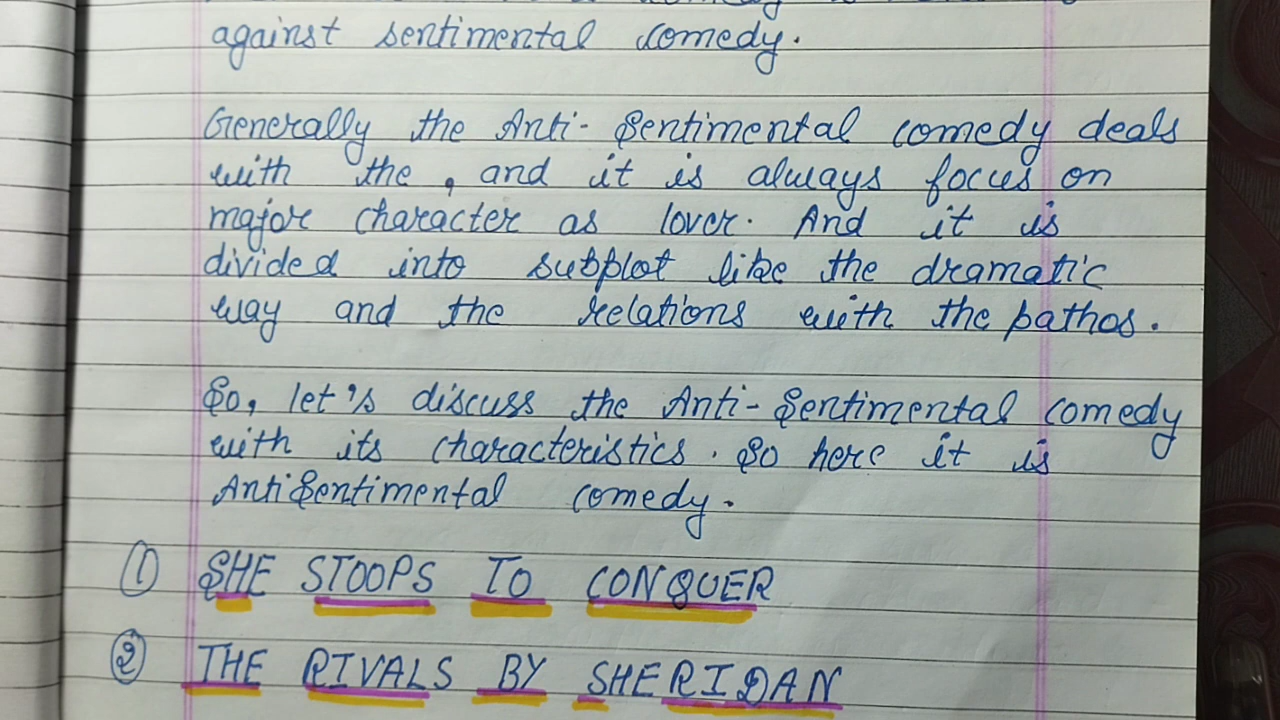 against sentimental comedy.
Generally the Anti-Sentimental comedy deals
with the , and it is always focus on
major character as lover. And it is
divided into subplot like the dramatic
way and the relations with the pathos.
So, let's discuss the Anti-Sentimental comedy
with its characteristics. So here it is
AntiSentimental comedy.
① SHE STOOPS TO CONQUER
② THE RIVALS BY SHERIDAN